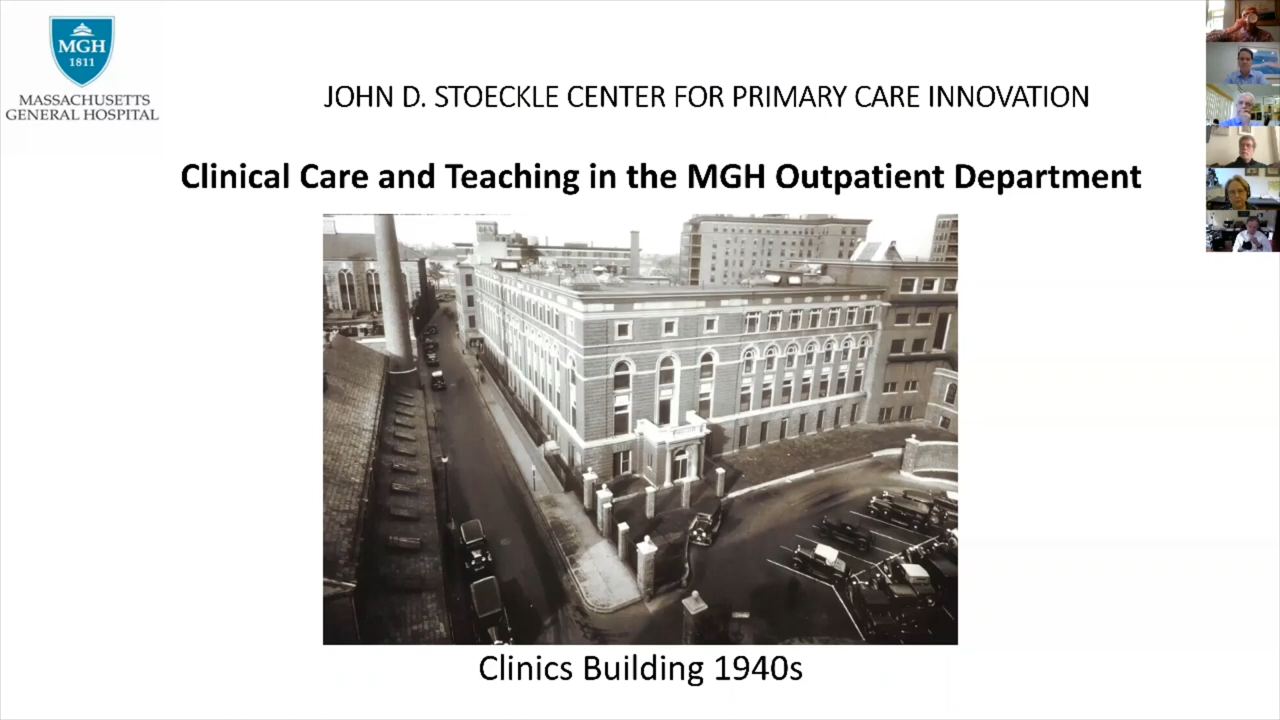 MGH
1811
MASSACHUSETTS
GENERAL HOSPITAL
JOHN D. STOECKLE CENTER FOR PRIMARY CARE INNOVATION
Clinical Care and Teaching in the MGH Outpatient Department
Clinics Building 1940s